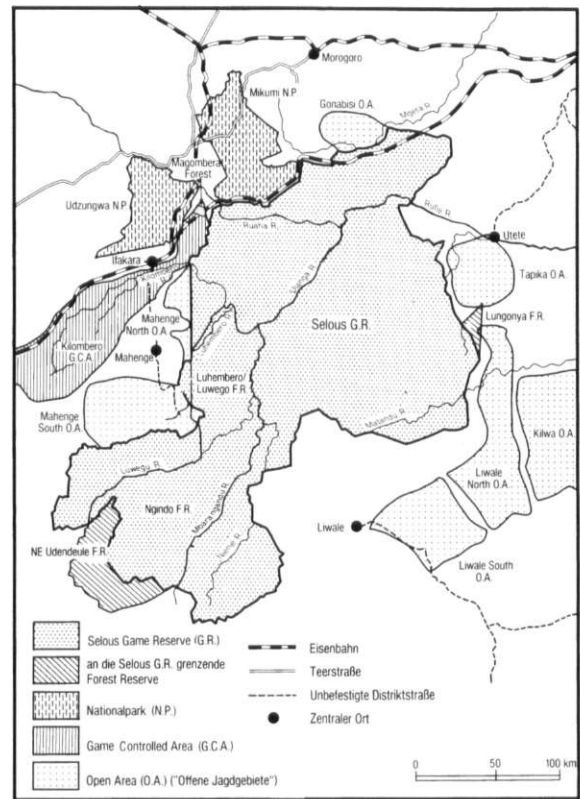 Morogoro
Mikumi N.P.
Gonabisi O.A.
Mgeta R.
Magombera
Forest
Udzungwa N.P.
Ruaha R.
Rufiji R.
Utete
Ifakara
Tapika O.A.
Ulanga R.
Mahenge
North O.A.
Selous G.R.
Lungonya F.R.
Kilombero
G.C.A.
Mahenge
Luhembero/
Luwego F.R.
Mahenge
South O.A.
Matandu R.
Kilwa O.A.
Luwegu R.
Liwale
North O.A.
Ngindo F.R.
Mbarangandu R.
Liwale
NE Udendeule F.R.
Liwale South
O.A.
Selous Game Reserve (G.R.)
an die Selous G.R. grenzende
Forest Reserve
Nationalpark (N.P.)
Game Controlled Area (G.C.A.)
Open Area (O.A.) ("Offene Jagdgebiete")
Eisenbahn
Teerstraße
Unbefestigte Distriktstraße
Zentraler Ort
0 50 100 km